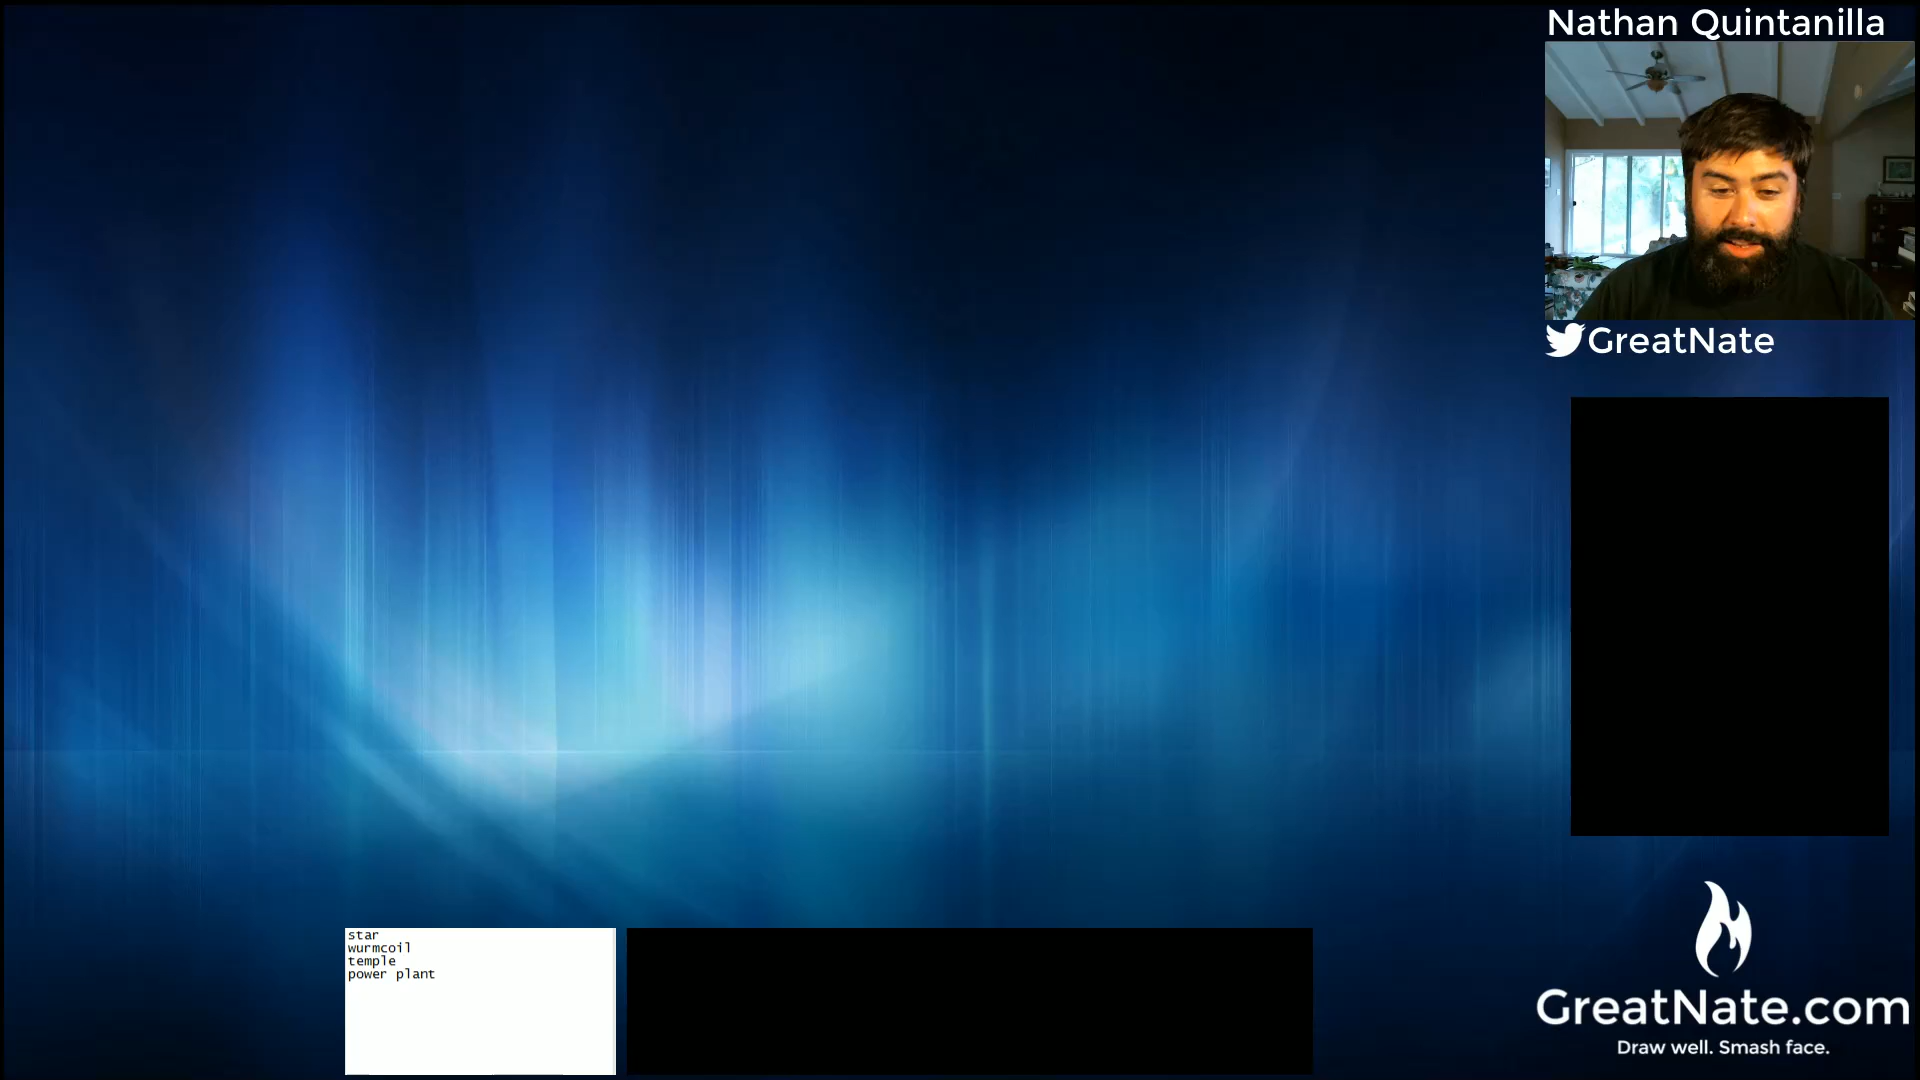 Nathan Quintanilla
GreatNate
star
wurmcoil
temple
power plant
GreatNate.com
Draw well. Smash face.